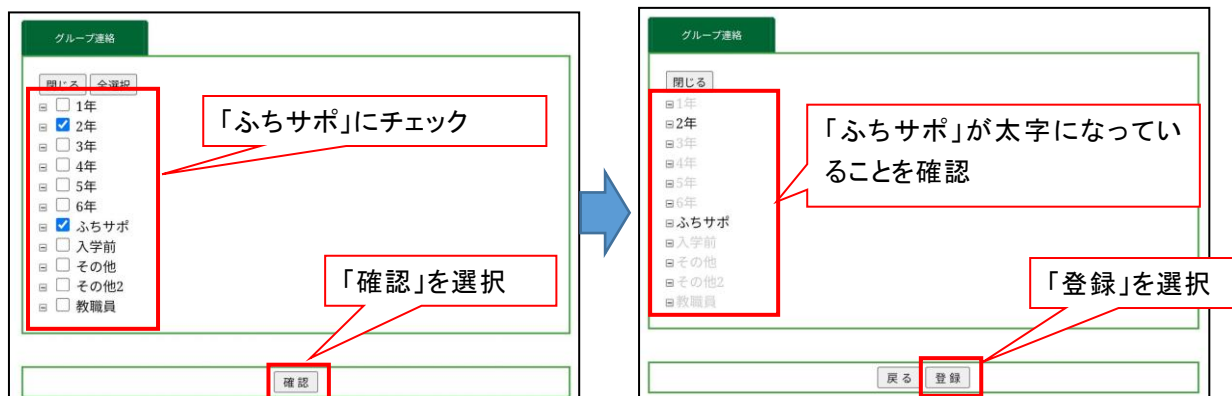 グループ連絡
閉じる 全選択
1年
2年
3年
4年
5年
6年
ふちサポ
入学前
その他
その他2
教職員
「ふちサポ」にチェック
「確認」を選択
確認
グループ連絡
閉じる
1年
2年
3年
4年
5年
6年
ふちサポ
入学前
その他
その他2
教職員
「ふちサポ」が太字になってい
ることを確認
「登録」を選択
戻る 登録